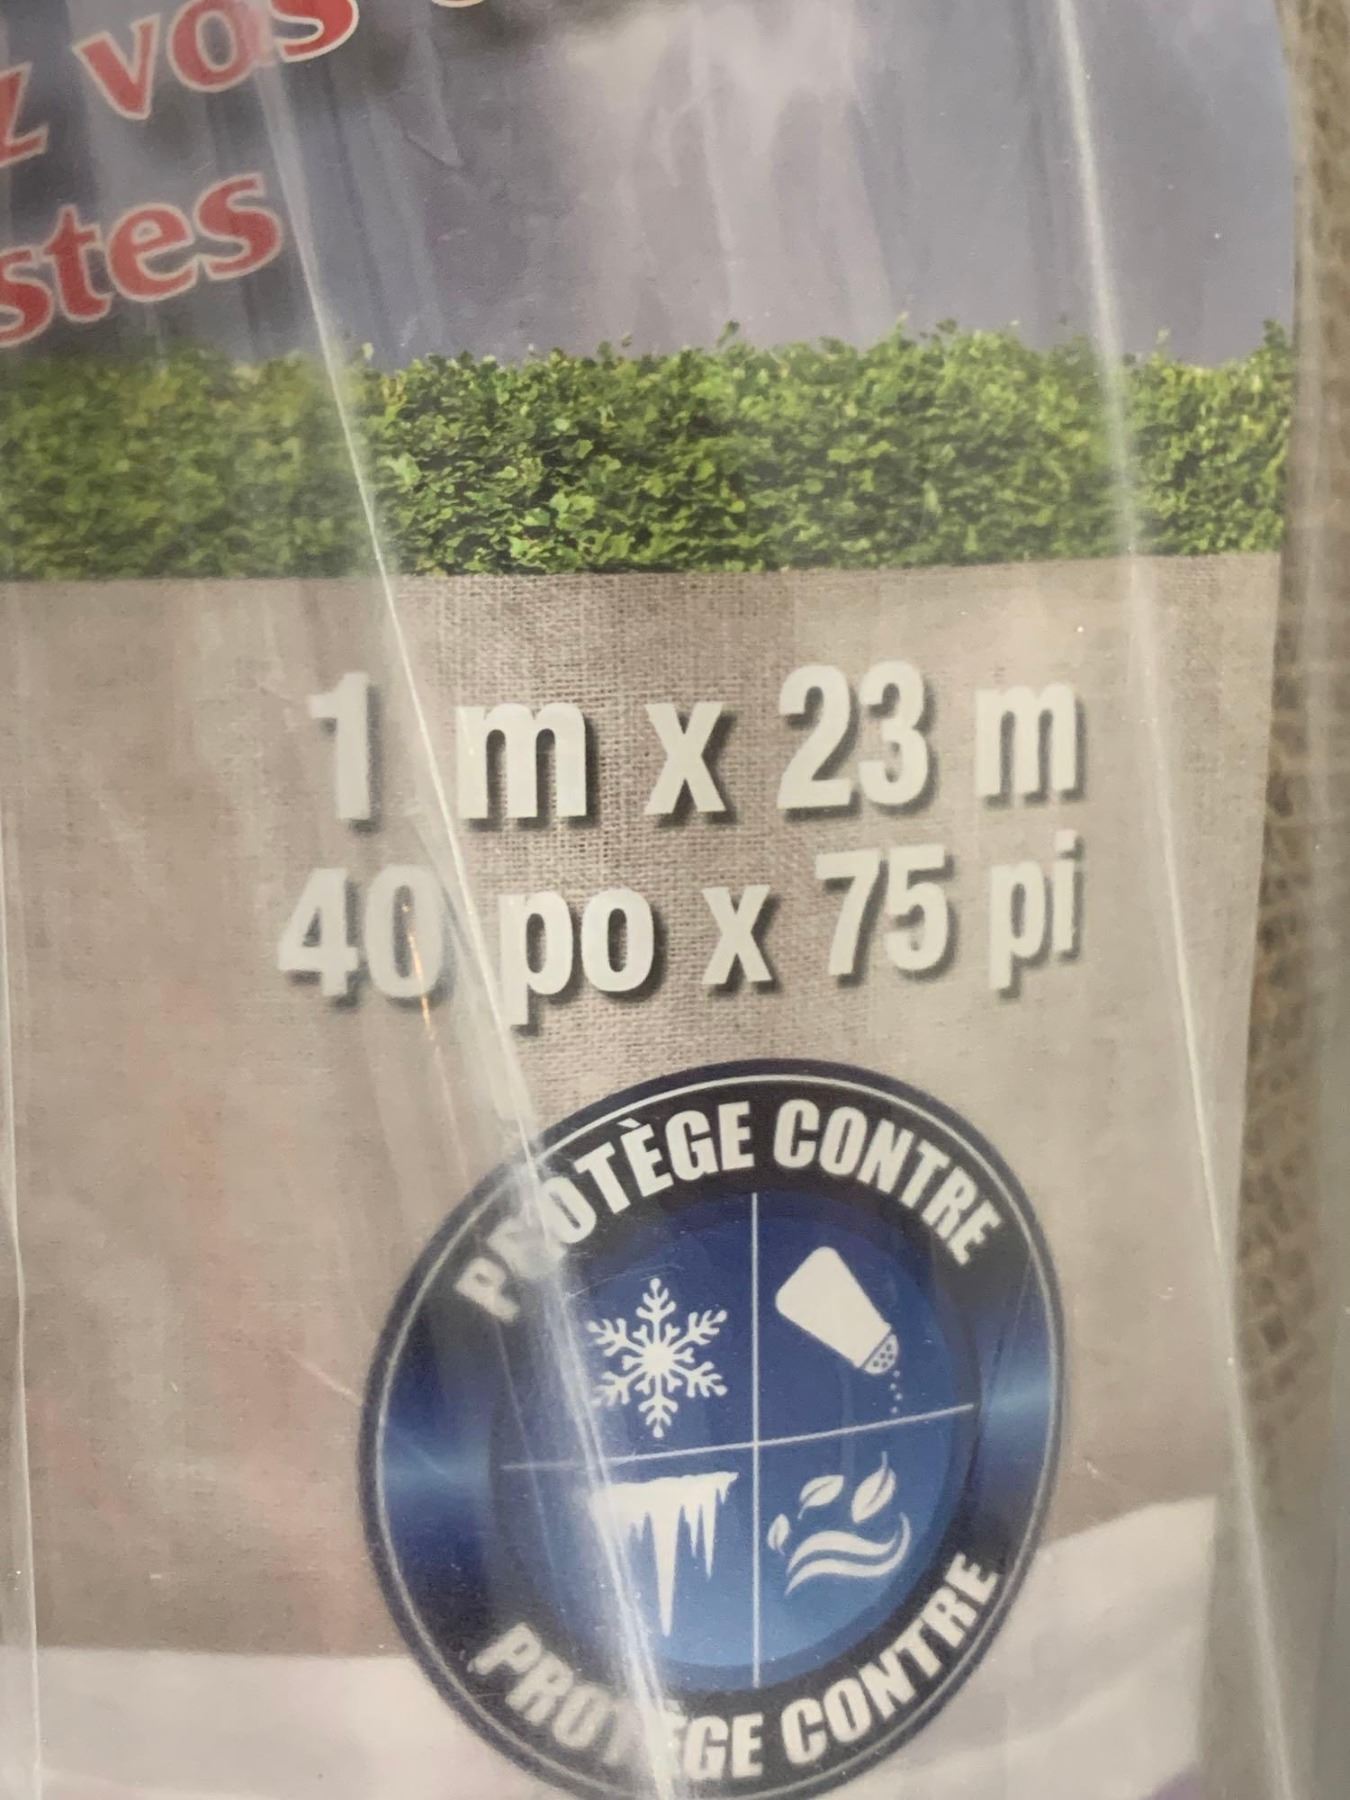 z vos
stes
1 m x 23 m
40 po x 75 pi
PROTÈGE CONTRE
PROTÈGE CONTRE